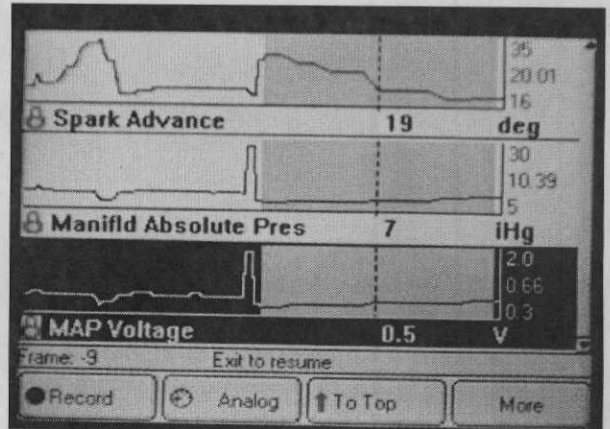 35
20.01
16
Spark Advance 19 deg
30
10.39
5
Manifld Absolute Pres 7 iHg
2.0
0.66
0.3
MAP Voltage 0.5 V
Frame: -9 Exit to resume
Record Analog To Top More